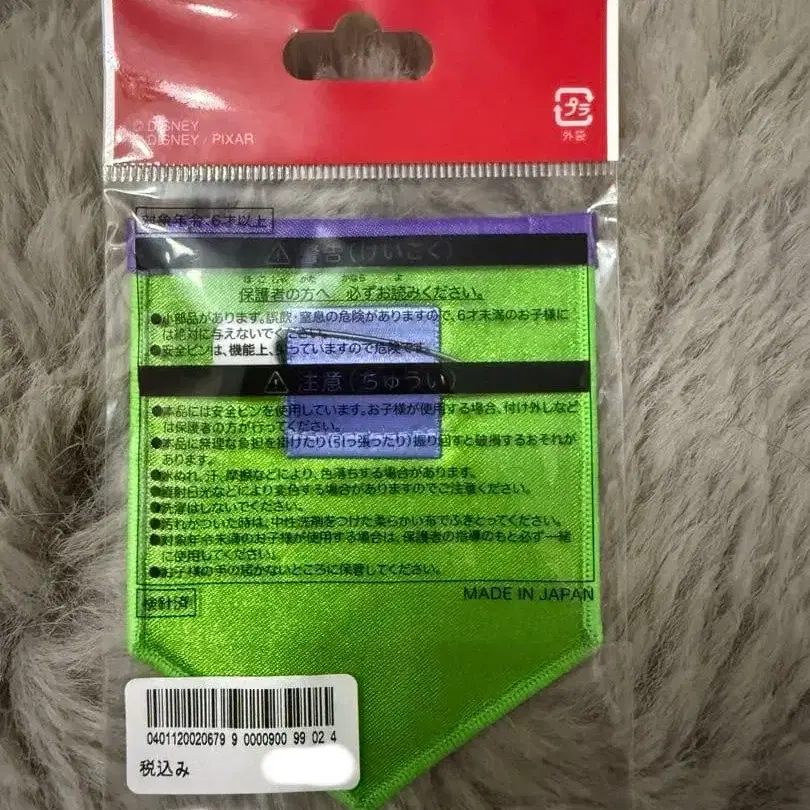 © DISNEY
© DISNEY / PIXAR
プラ
外袋
対象年令 6才以上
警告(けいこく)
ほごしゃ かた かなら よ
保護者の方へ 必ずお読みください。
●小部品があります。誤飲・窒息の危険がありますので、6才未満のお子様に
は絶対に与えないでください。
●安全ピンは、機能上、尖っていますので危険です。
注意(ちゅうい)
●本品には安全ピンを使用しています。お子様が使用する場合、付け外しなど
は保護者の方が行ってください。
●本品に無理な負担を掛けたり(引っ張ったり)振り回すと破損するおそれが
あります。
●水ぬれ、汗、摩擦などにより、色落ちする場合があります。
●直射日光などにより変色する場合がありますのでご注意ください。
●洗濯はしないでください。
●汚れがついた時は、中性洗剤をつけた柔らかい布でふきとってください。
●対象年令未満のお子様が使用する場合は、保護者の指導のもと必ず一緒
に使用してください。
●お子様の手の届かないところに保管してください。
検針済
MADE IN JAPAN
0401120020679 9 0000900 99 02 4
税込み